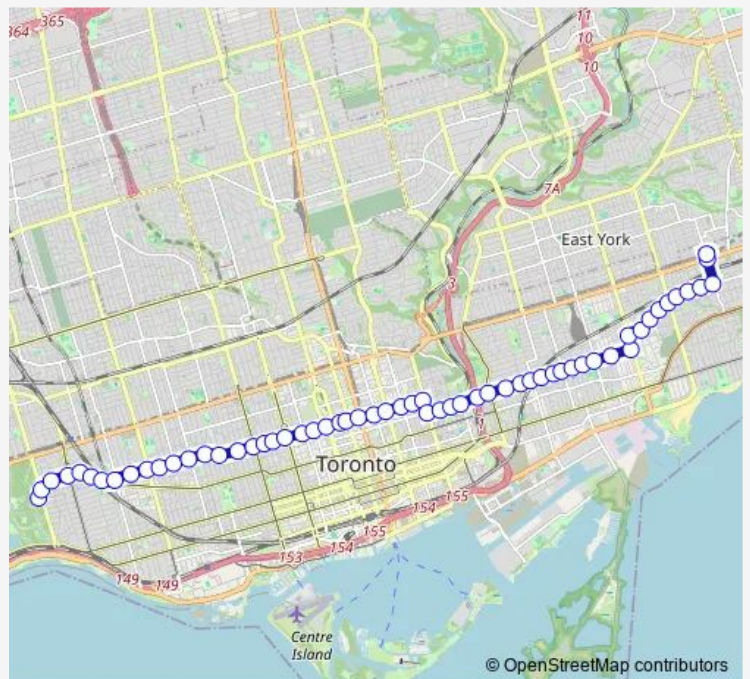 11
364 365
10
10
7A
East York
3
1
Toronto
155
154
155
154
153
149 149
Centre
Island
© OpenStreetMap contributors